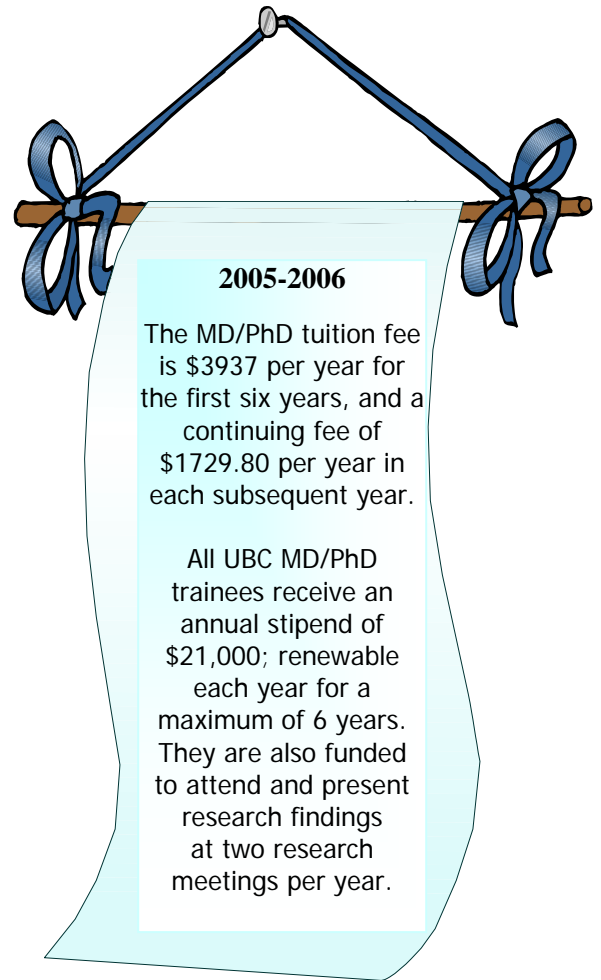 2005-2006
The MD/PhD tuition fee
is $3937 per year for
the first six years, and a
continuing fee of
$1729.80 per year in
each subsequent year.
All UBC MD/PhD
trainees receive an
annual stipend of
$21,000; renewable
each year for a
maximum of 6 years.
They are also funded
to attend and present
research findings
at two research
meetings per year.